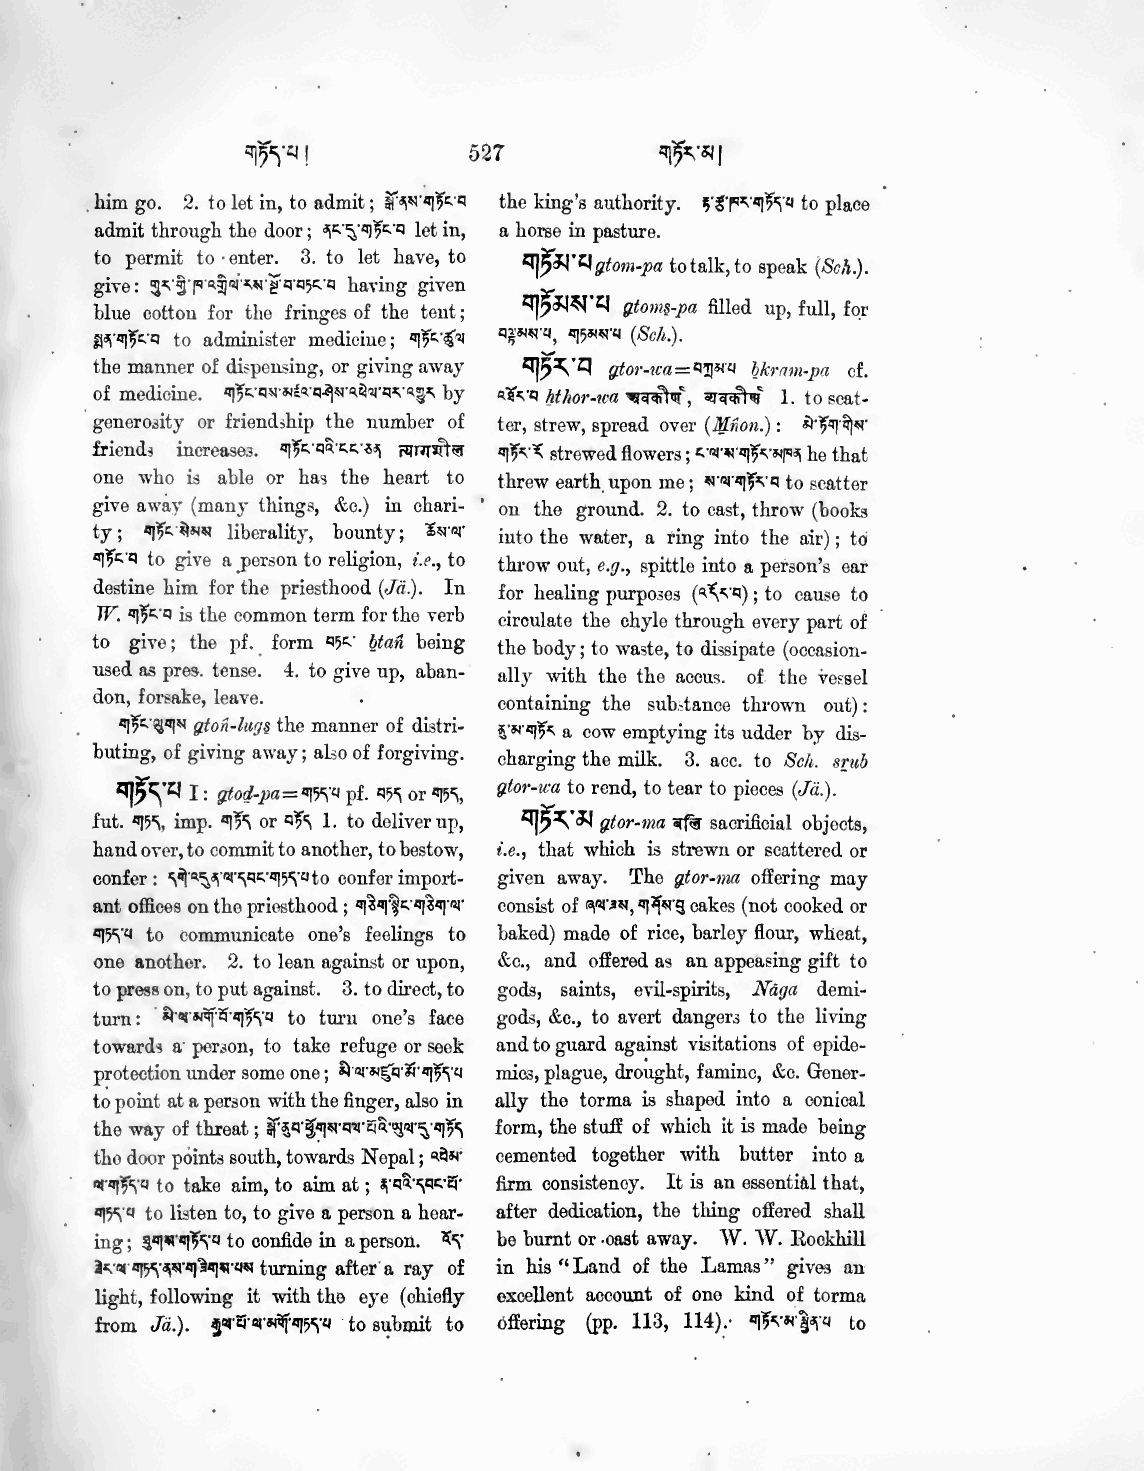 གཏོད་པ། 527 གཏོར་མ།
him go. 2. to let in, to admit; སྒོ་ནས་གཏོང་བ
admit through the door; ནང་དུ་གཏོང་བ let in,
to permit to enter. 3. to let have, to
give: having given
blue cotton for the fringes of the tent;
སྨན་གཏོང་བ to administer medicine; གཏོང་ཚུལ
the manner of dispensing, or giving away
of medicine. གཏོང་བས་མཛའ་བཤེས་འཕེལ་བར་འགྱུར by
generosity or friendship the number of
friends increases. གཏོང་བའི་ངང་ཅན त्यागशील
one who is able or has the heart to
give away (many things, &c.) in chari-
ty; གཏོང་སེམས liberality, bounty; ཆོས་ལ་
གཏོང་བ to give a person to religion, i.e., to
destine him for the priesthood (Jä.). In
W. གཏོང་བ is the common term for the verb
to give; the pf. form བཏང་ btañ being
used as pres. tense. 4. to give up, aban-
don, forsake, leave.
གཏོང་ལུགས gtoñ-lugs the manner of distri-
buting, of giving away; also of forgiving.
གཏོད་པ I: gtod-pa=གཏད་པ pf. བཏད or གཏད,
fut. གཏད, imp. གཏོད or བཏོད 1. to deliver up,
hand over, to commit to another, to bestow,
confer: དགེ་འདུན་ལ་དབང་གཏད་པ to confer import-
ant offices on the priesthood; གཅིག་སྙིང་གཅིག་ལ་
གཏད་པ to communicate one's feelings to
one another. 2. to lean against or upon,
to press on, to put against. 3. to direct, to
turn: མི་ལ་མགོ་བོ་གཏོད་པ to turn one's face
towards a person, to take refuge or seek
protection under some one; མི་ལ་མཛུབ་མོ་གཏོད་པ
to point at a person with the finger, also in
the way of threat; སྒོ་ནུབ་ཕྱོགས་བལ་པོའི་ཡུལ་དུ་གཏོད
the door points south, towards Nepal; འབེམ་
ལ་གཏོད་པ to take aim, to aim at; ན་བའི་དབང་པོ་
གཏད་པ to listen to, to give a person a hear-
ing; ཐུགས་གཏོད་པ to confide in a person. འོད་
ཟེར་ལ་གཏད་ནས་གཟིགས་པས turning after a ray of
light, following it with the eye (chiefly
from Jä.). རྒྱལ་པོ་ལ་མགོ་གཏད་པ to submit to
the king's authority. རྟ་རྩྭ་ཁར་གཏོད་པ to place
a horse in pasture.
གཏོམ་པ gtom-pa to talk, to speak (Sch.).
གཏོམས་པ gtoms-pa filled up, full, for
བཏྲམས་པ, གཏམས་པ (Sch.).
གཏོར་བ gtor-wa=བཀྲམ་པ bkram-pa cf.
འཐོར་བ hthor-wa अवकीर्ण, अवकीर्ण 1. to scat-
ter, strew, spread over (Mñon.): མེ་ཏོག་གིས་
གཏོར་རོ strewed flowers; ང་ལ་ས་གཏོར་མཁན he that
threw earth upon me; ས་ལ་གཏོར་བ to scatter
on the ground. 2. to cast, throw (books
into the water, a ring into the air); to
throw out, e.g., spittle into a person's ear
for healing purposes (འདོར་བ); to cause to
circulate the chyle through every part of
the body; to waste, to dissipate (occasion-
ally with the the accus. of the vessel
containing the substance thrown out):
ནུ་མ་གཏོར a cow emptying its udder by dis-
charging the milk. 3. acc. to Sch. srub
gtor-wa to rend, to tear to pieces (Jä.).
གཏོར་མ gtor-ma बलि sacrificial objects,
i.e., that which is strewn or scattered or
given away. The gtor-ma offering may
consist of ཞལ་ཟས, གཤོས་བུ cakes (not cooked or
baked) made of rice, barley flour, wheat,
&c., and offered as an appeasing gift to
gods, saints, evil-spirits, Nāga demi-
gods, &c., to avert dangers to the living
and to guard against visitations of epide-
mics, plague, drought, famine, &c. Gener-
ally the torma is shaped into a conical
form, the stuff of which it is made being
cemented together with butter into a
firm consistency. It is an essential that,
after dedication, the thing offered shall
be burnt or cast away. W. W. Rockhill
in his "Land of the Lamas" gives an
excellent account of one kind of torma
offering (pp. 113, 114). གཏོར་མ་སྦྱིན་པ to